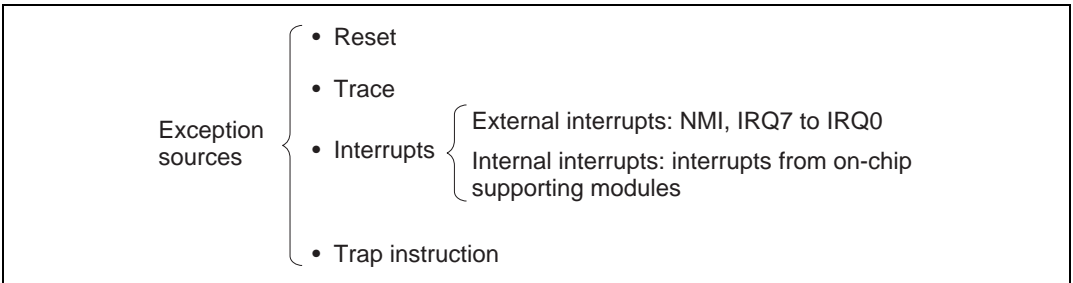 • Reset
• Trace
Exception
sources
• Interrupts
External interrupts: NMI, IRQ7 to IRQ0
Internal interrupts: interrupts from on-chip
supporting modules
• Trap instruction